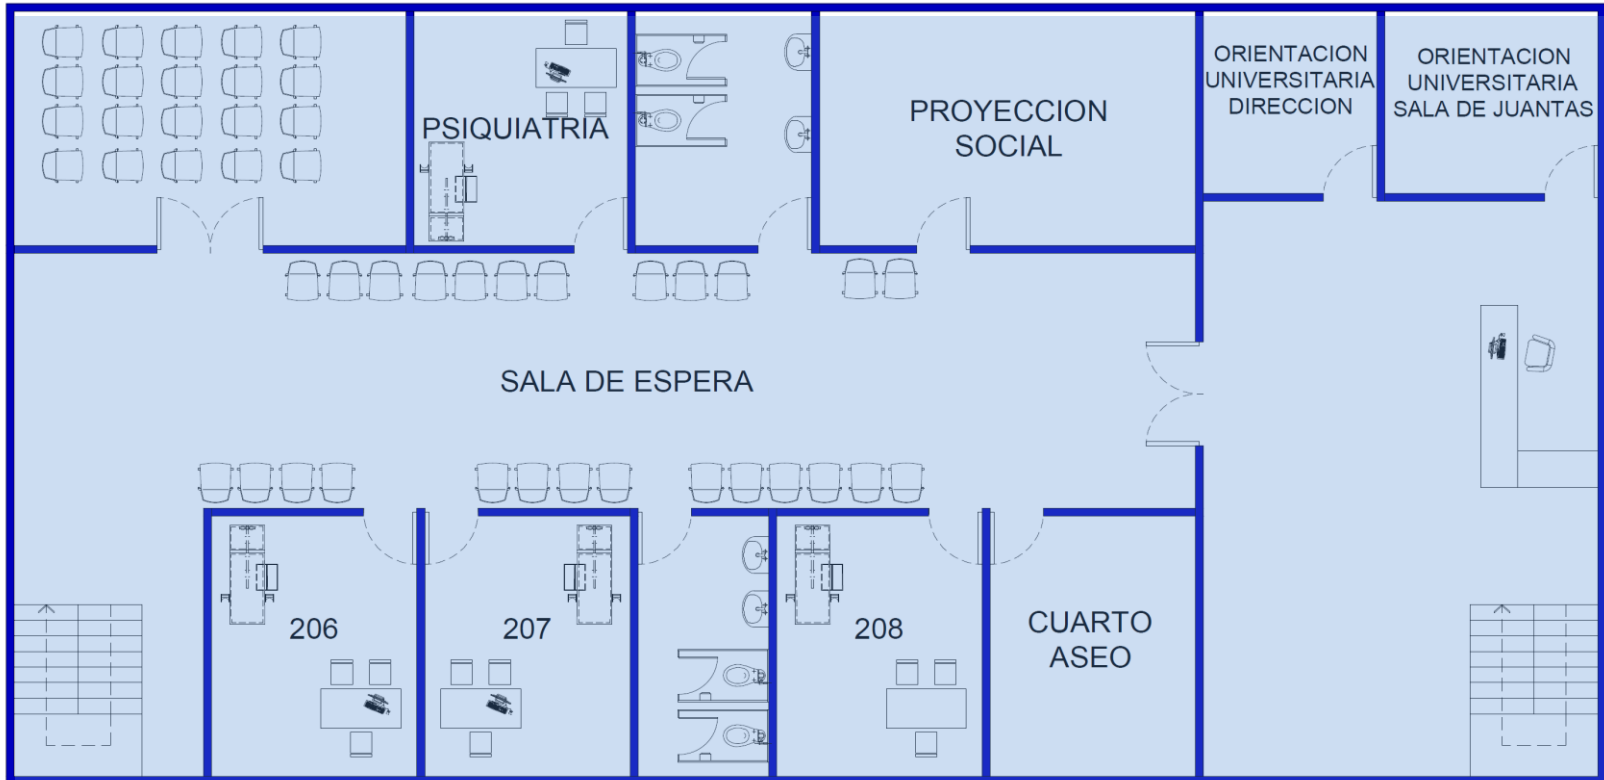 ORIENTACION
UNIVERSITARIA
DIRECCION
ORIENTACION
UNIVERSITARIA
SALA DE JUANTAS
PSIQUIATRIA
PROYECCION
SOCIAL
SALA DE ESPERA
206
207
208
CUARTO
ASEO